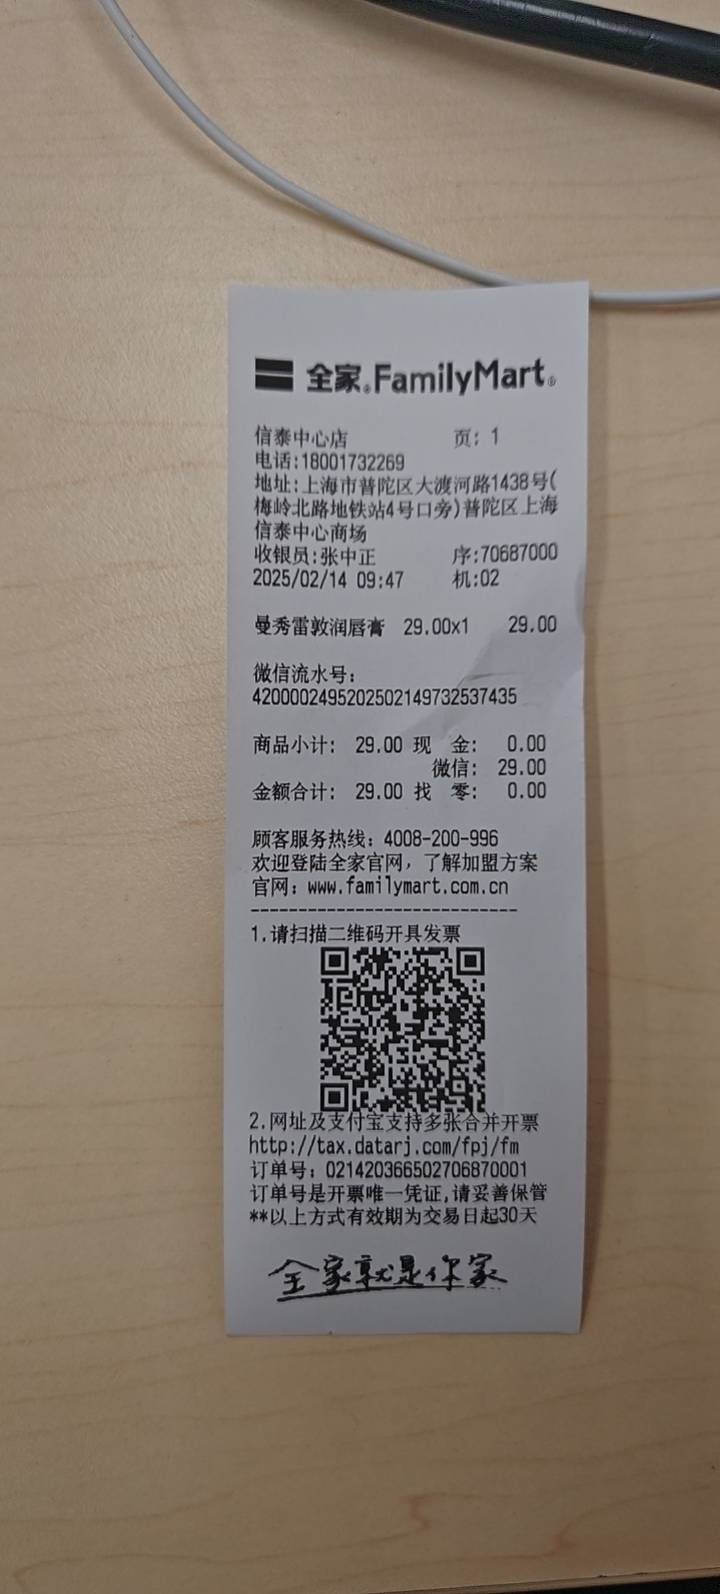 全家 FamilyMart
信泰中心店 页: 1
电话:18001732269
地址:上海市普陀区大渡河路1438号(
梅岭北路地铁站4号口旁)普陀区上海
信泰中心商场
收银员:张中正 序:70687000
2025/02/14 09:47 机:02
曼秀雷敦润唇膏 29.00x1 29.00
微信流水号:
4200002495202502149732537435
商品小计: 29.00 现 金: 0.00
微信: 29.00
金额合计: 29.00 找 零: 0.00
顾客服务热线: 4008-200-996
欢迎登陆全家官网, 了解加盟方案
官网: www.familymart.com.cn
----------------------------
1.请扫描二维码开具发票
2.网址及支付宝支持多张合并开票
http://tax.datarj.com/fpj/fm
订单号: 021420366502706870001
订单号是开票唯一凭证,请妥善保管
**以上方式有效期为交易日起30天
全家就是你家